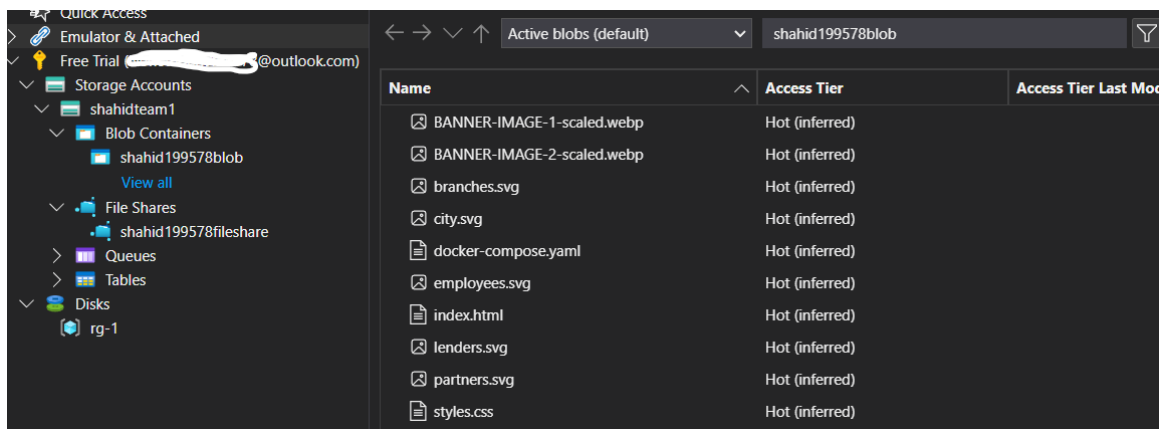 Quick Access
Emulator & Attached
Free Trial (@outlook.com)
Storage Accounts
shahidteam1
Blob Containers
shahid199578blob
View all
File Shares
shahid199578fileshare
Queues
Tables
Disks
rg-1
Active blobs (default)
shahid199578blob
Name Access Tier Access Tier Last Mod
BANNER-IMAGE-1-scaled.webp Hot (inferred)
BANNER-IMAGE-2-scaled.webp Hot (inferred)
branches.svg Hot (inferred)
city.svg Hot (inferred)
docker-compose.yaml Hot (inferred)
employees.svg Hot (inferred)
index.html Hot (inferred)
lenders.svg Hot (inferred)
partners.svg Hot (inferred)
styles.css Hot (inferred)